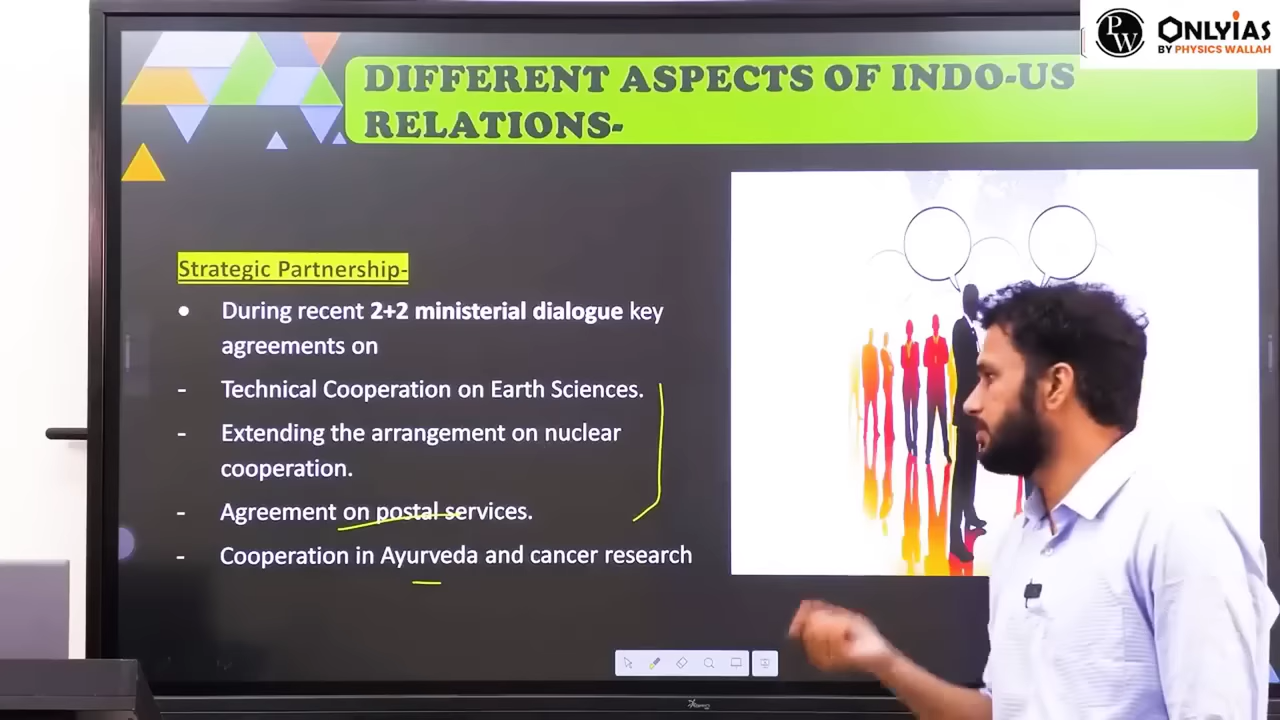 PW
ONLYIAS
BY PHYSICS WALLAH
DIFFERENT ASPECTS OF INDO-US
RELATIONS-
Strategic Partnership-
• During recent 2+2 ministerial dialogue key
agreements on
- Technical Cooperation on Earth Sciences.
- Extending the arrangement on nuclear
cooperation.
- Agreement on postal services.
- Cooperation in Ayurveda and cancer research